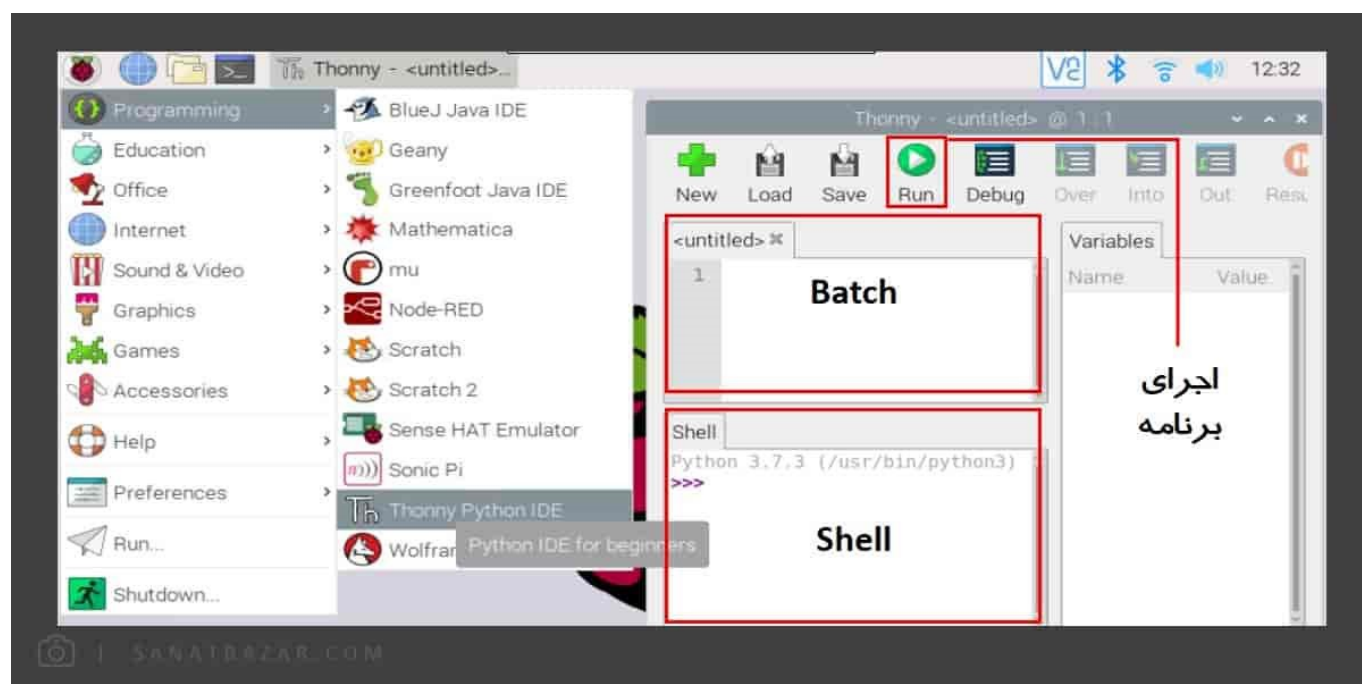 Thonny - <untitled>...
12:32
Programming
Education
Office
Internet
Sound & Video
Graphics
Games
Accessories
Help
Preferences
Run...
Shutdown...
BlueJ Java IDE
Geany
Greenfoot Java IDE
Mathematica
mu
Node-RED
Scratch
Scratch 2
Sense HAT Emulator
Sonic Pi
Thonny Python IDE
Wolfram
Python IDE for beginners
Thonny - <untitled> @ 1 : 1
New Load Save Run Debug Over Into Out Resu
<untitled>
1
Batch
Shell
Python 3.7.3 (/usr/bin/python3)
>>>
Shell
Variables
Name Value
اجرای
برنامه
SANATBAZAR.COM